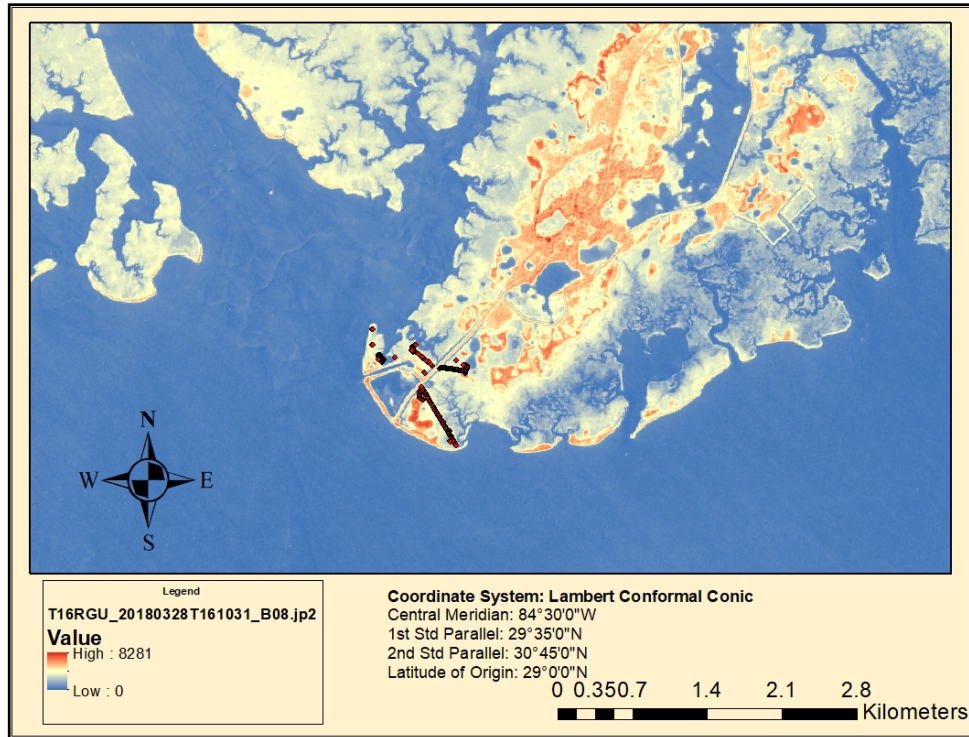 N
W
E
S
Legend
T16RGU_20180328T161031_B08.jp2
Value
High : 8281
Low : 0
Coordinate System: Lambert Conformal Conic
Central Meridian: 84°30'0"W
1st Std Parallel: 29°35'0"N
2nd Std Parallel: 30°45'0"N
Latitude of Origin: 29°0'0"N
0 0.35 0.7 1.4 2.1 2.8
Kilometers